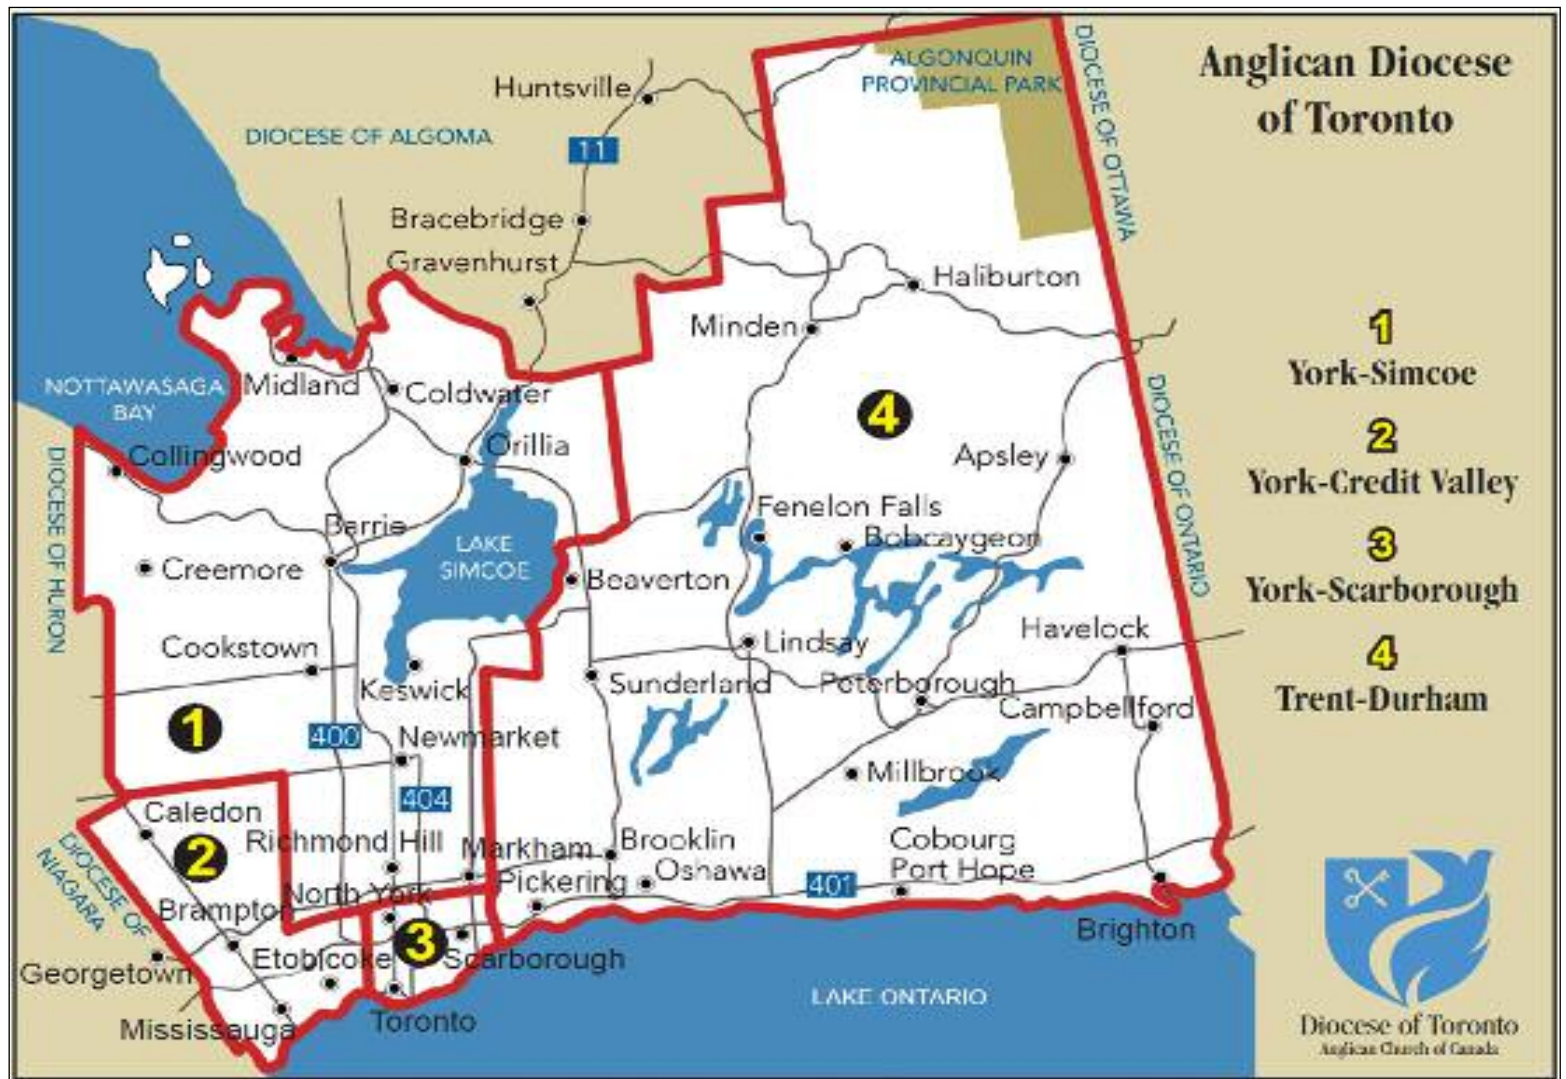 Anglican Diocese
of Toronto
ALGONQUIN
PROVINCIAL PARK
DIOCESE OF OTTAWA
Huntsville
DIOCESE OF ALGOMA
11
Bracebridge
Gravenhurst
Haliburton
Minden
1
York-Simcoe
NOTTAWASAGA
BAY
Midland
Coldwater
4
DIOCESE OF ONTARIO
2
York-Credit Valley
Collingwood
Orillia
Apsley
DIOCESE OF HURON
Barrie
Fenelon Falls
Bobcaygeon
LAKE
SIMCOE
3
York-Scarborough
Creemore
Beaverton
Cookstown
Lindsay
Havelock
4
Trent-Durham
Keswick
Sunderland
Peterborough
Campbellford
1
400
Newmarket
Millbrook
404
Caledon
2
Richmond Hill
Markham
Brooklin
Oshawa
Cobourg
Port Hope
401
DIOCESE OF
NIAGARA
North York
Pickering
Brampton
3
Brighton
Georgetown
Etobicoke
Scarborough
LAKE ONTARIO
Mississauga
Toronto
Diocese of Toronto
Anglican Church of Canada